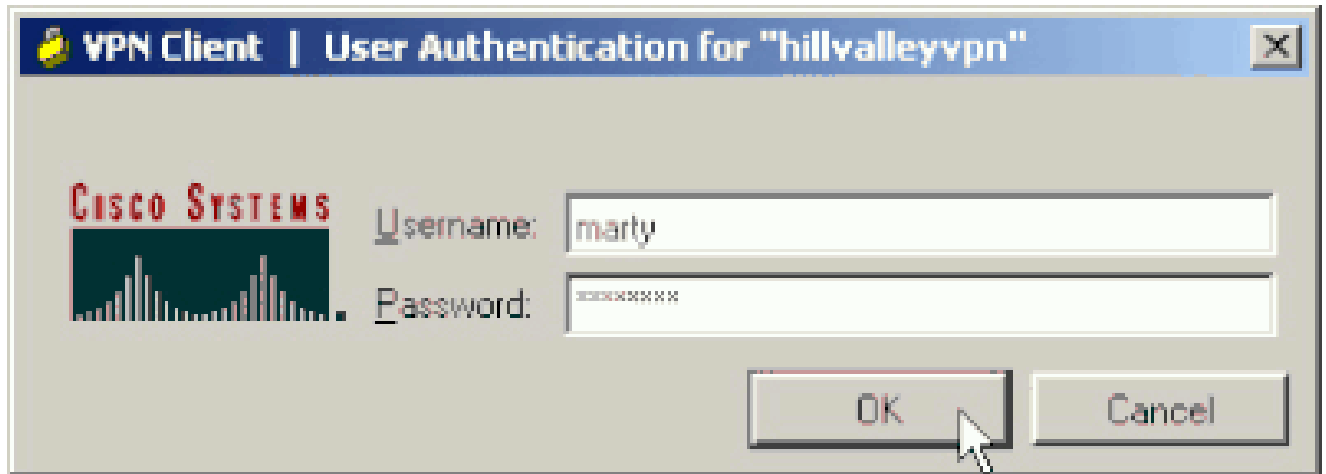 VPN Client | User Authentication for "hillvalleyvpn"
CISCO SYSTEMS
Username: marty
Password: ********
OK Cancel